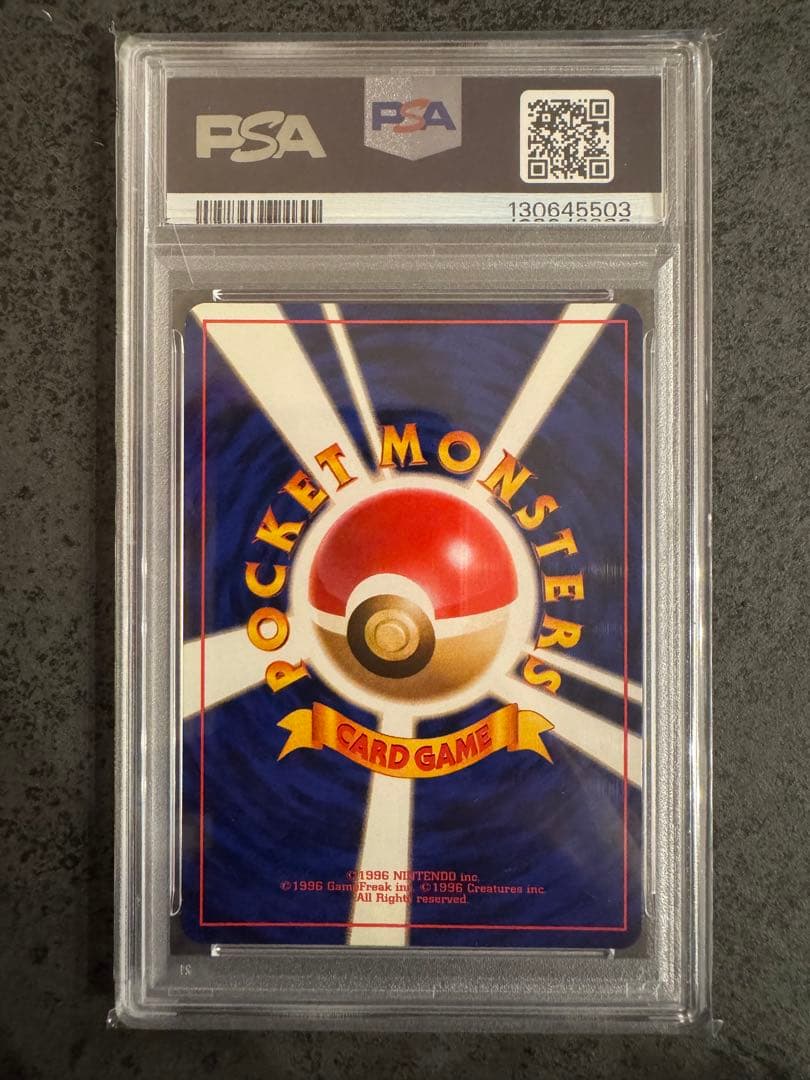 PSA
PSA
130645503
POCKET MONSTERS
CARD GAME
©1996 NINTENDO inc.
©1996 GameFreak inc. ©1996 Creatures inc.
All Rights reserved.